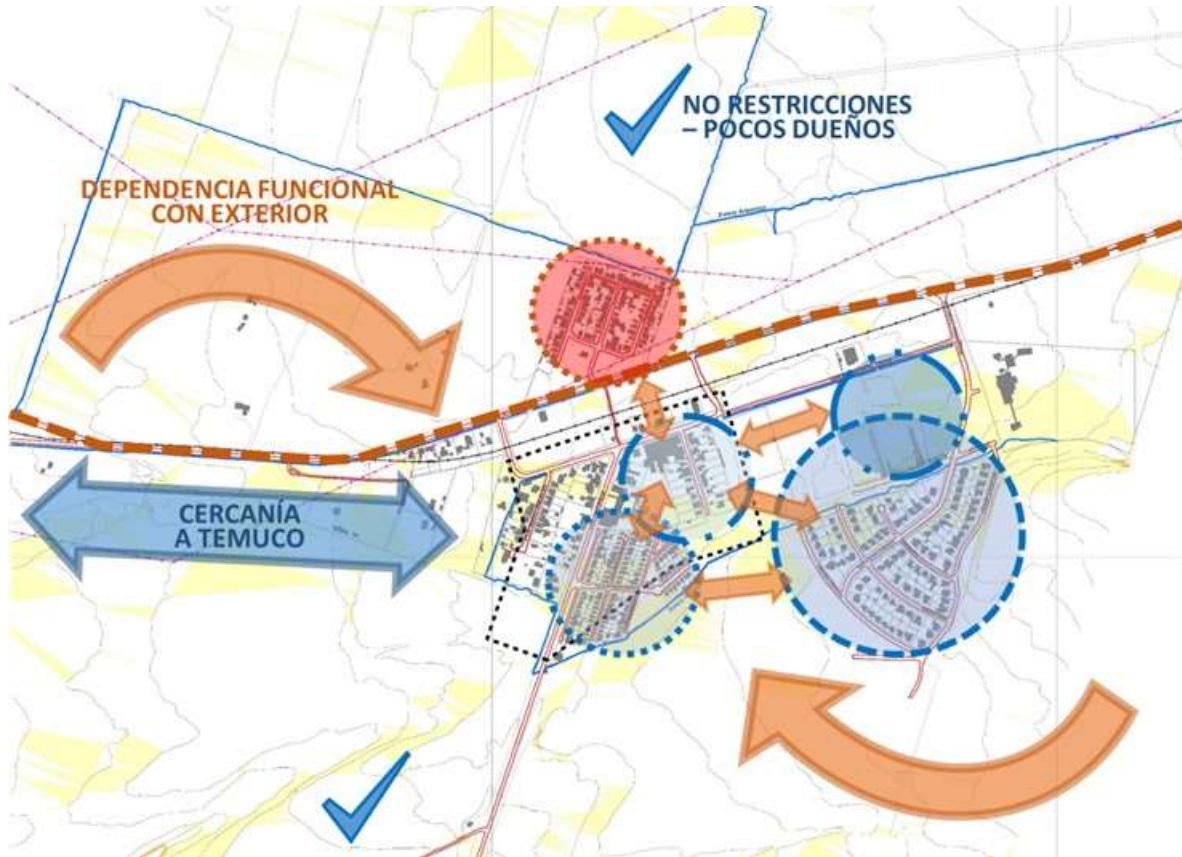 NO RESTRICCIONES
– POCOS DUEÑOS
DEPENDENCIA FUNCIONAL
CON EXTERIOR
CERCANÍA
A TEMUCO